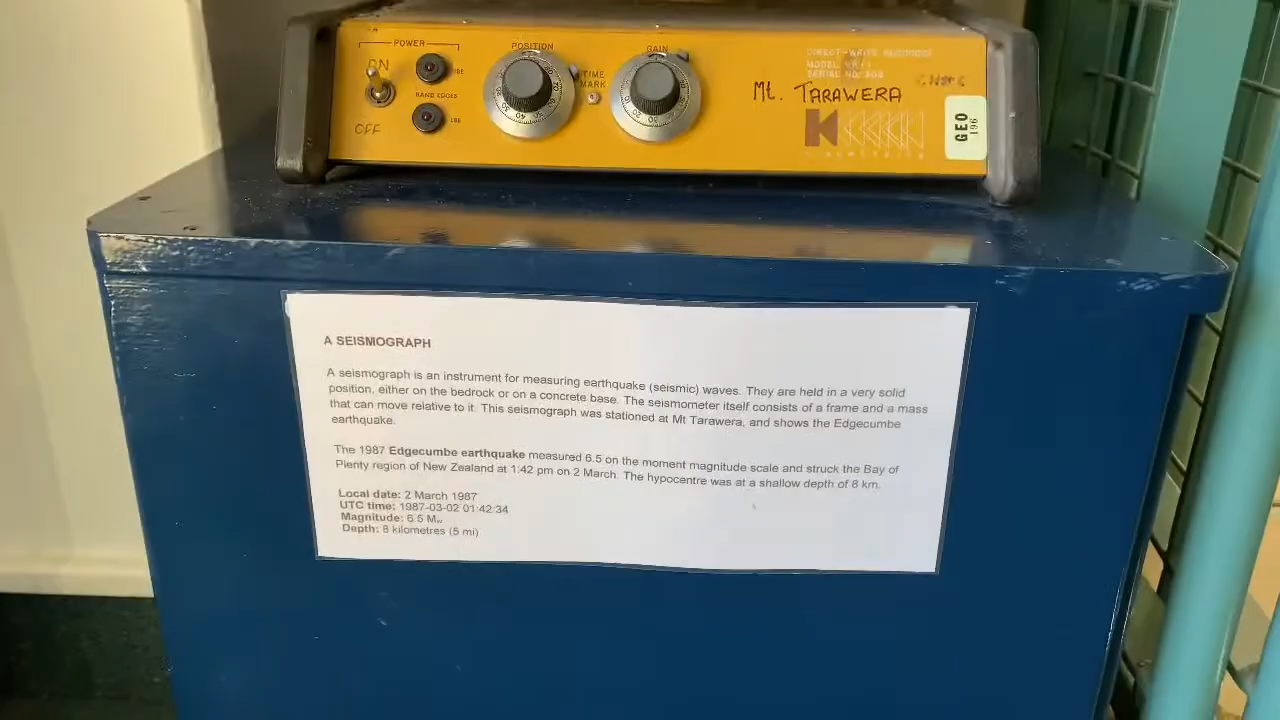 POWER
ON
OFF
BAND EDGES
POSITION
TIME
MARK
GAIN
DIRECT-WRITE RECORDER
MODEL
SERIAL NO.
Mt. TARAWERA
GEO
196
A SEISMOGRAPH
A seismograph is an instrument for measuring earthquake (seismic) waves. They are held in a very solid
position, either on the bedrock or on a concrete base. The seismometer itself consists of a frame and a mass
that can move relative to it. This seismograph was stationed at Mt Tarawera, and shows the Edgecumbe
earthquake.
The 1987 Edgecumbe earthquake measured 6.5 on the moment magnitude scale and struck the Bay of
Plenty region of New Zealand at 1:42 pm on 2 March. The hypocentre was at a shallow depth of 8 km.
Local date: 2 March 1987
UTC time: 1987-03-02 01:42:34
Magnitude: 6.5 Mw
Depth: 8 kilometres (5 mi)